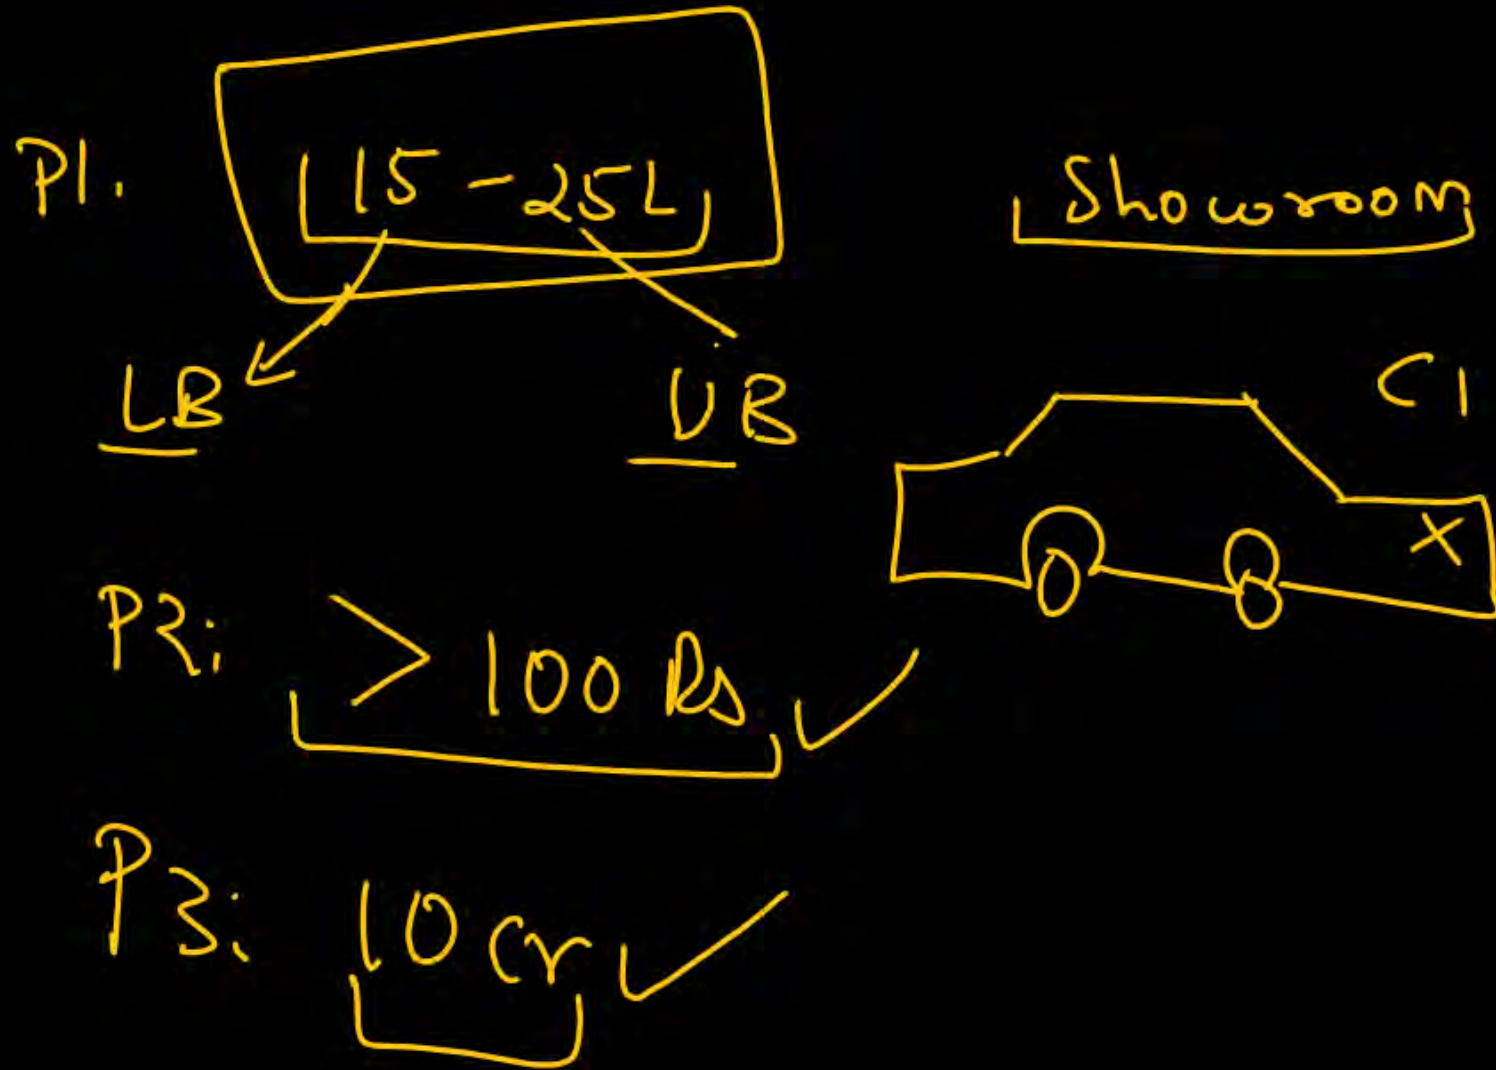 P1. 15-25L
Showroom
LB UB
C1
X
P2: > 100 Rs
P3: 10 cr